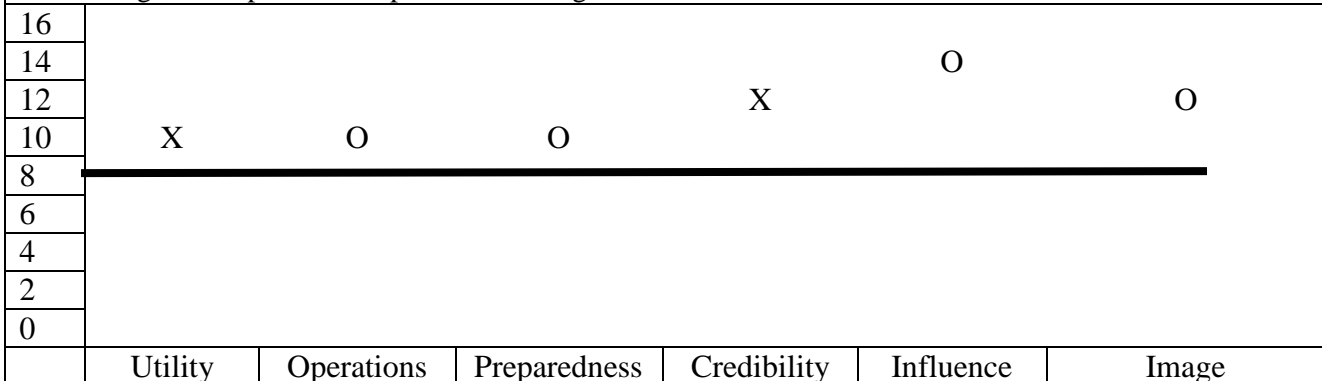 16
14 O
12 X O
10 X O O
8
6
4
2
0
Utility Operations Preparedness Credibility Influence Image